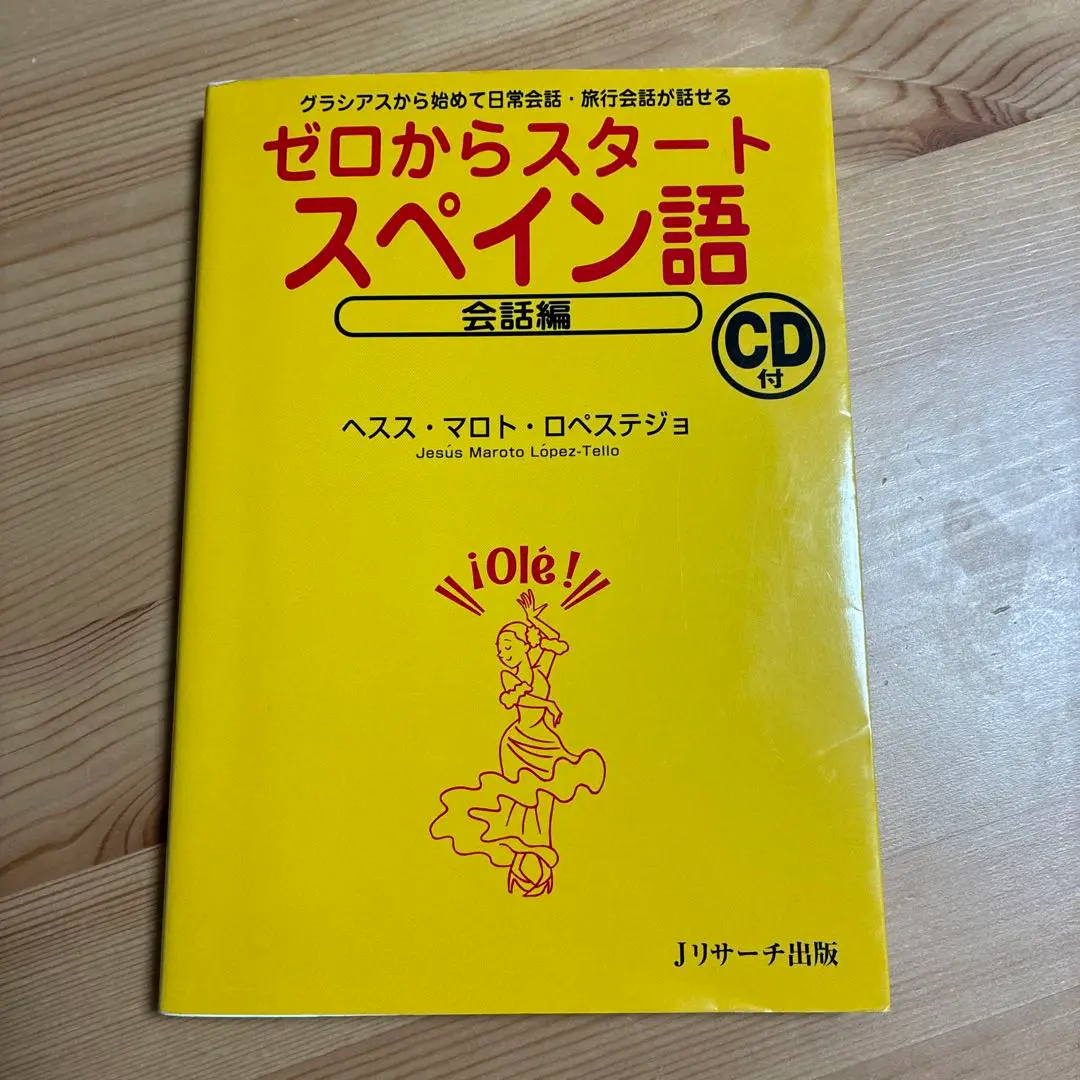 グラシアスから始めて日常会話・旅行会話が話せる
ゼロからスタート
スペイン語
会話編
CD
付
ヘスス・マロト・ロペステジョ
Jesús Maroto López-Tello
¡Olé!
Jリサーチ出版